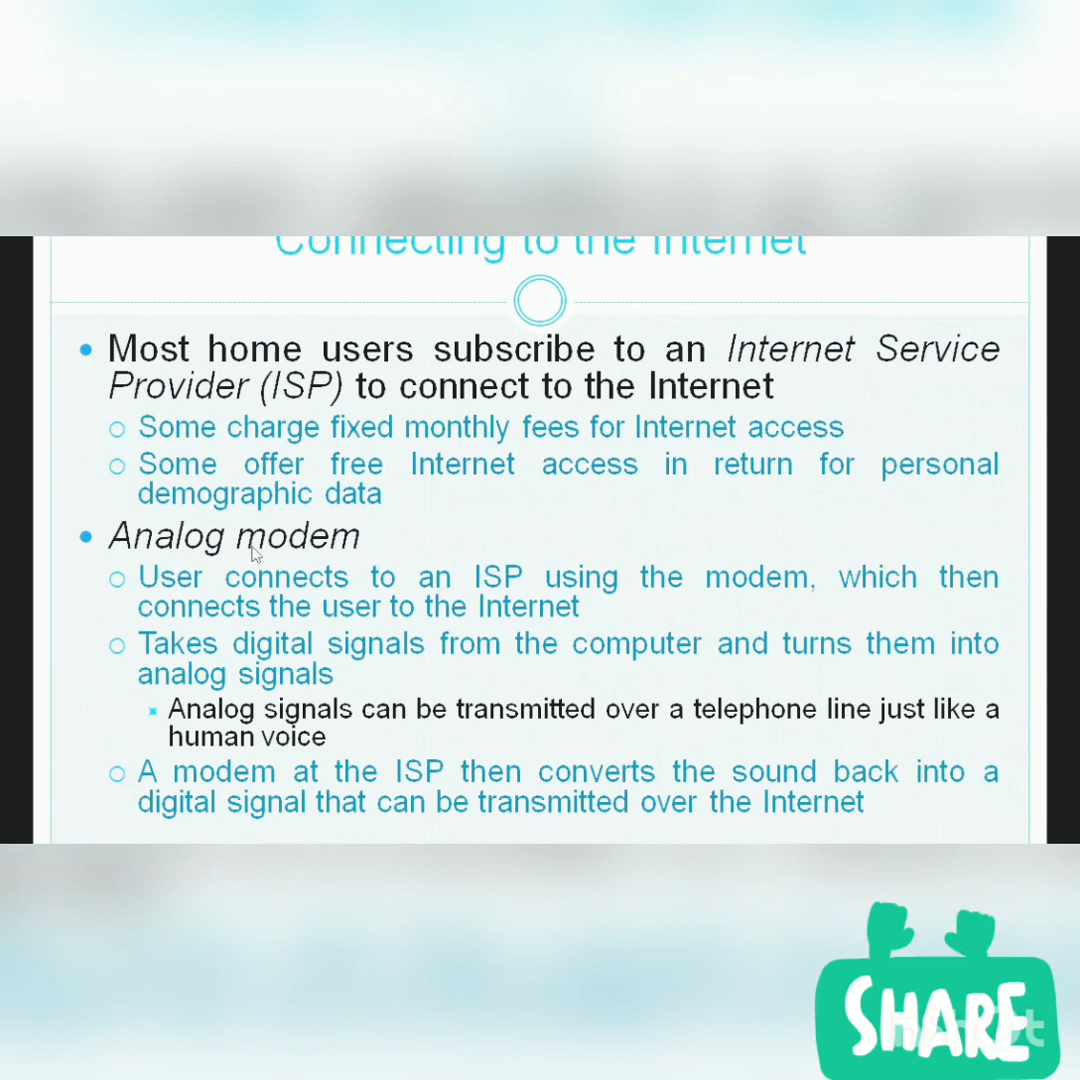 Connecting to the Internet
Most home users subscribe to an Internet Service
Provider (ISP) to connect to the Internet
Some charge fixed monthly fees for Internet access
Some offer free Internet access in return for personal
demographic data
Analog modem
User connects to an ISP using the modem, which then
connects the user to the Internet
Takes digital signals from the computer and turns them into
analog signals
Analog signals can be transmitted over a telephone line just like a
human voice
A modem at the ISP then converts the sound back into a
digital signal that can be transmitted over the Internet
SHARE